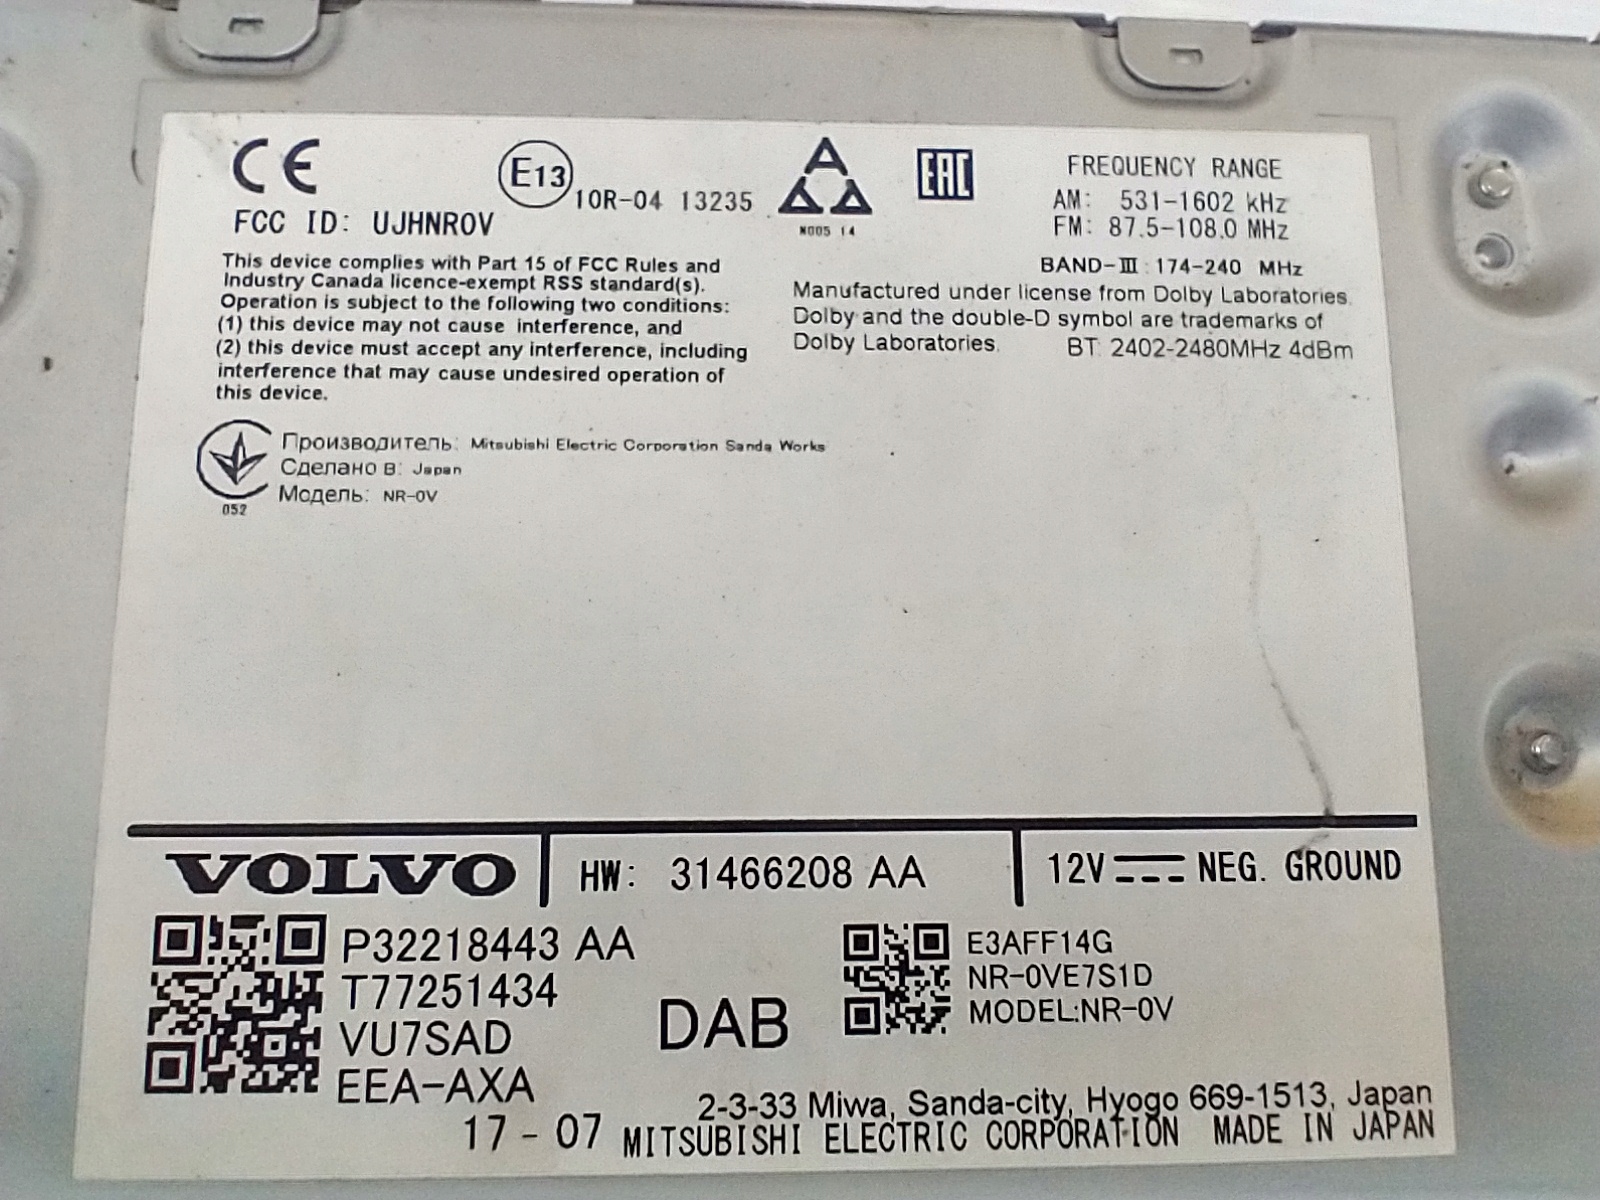 CE
E13
10R-04 13235
N005 14
EAC
FREQUENCY RANGE
AM: 531-1602 kHz
FM: 87.5-108.0 MHz
BAND-III: 174-240 MHz
FCC ID: UJHNR0V
This device complies with Part 15 of FCC Rules and
Industry Canada licence-exempt RSS standard(s).
Operation is subject to the following two conditions:
(1) this device may not cause interference, and
(2) this device must accept any interference, including
interference that may cause undesired operation of
this device.
Manufactured under license from Dolby Laboratories.
Dolby and the double-D symbol are trademarks of
Dolby Laboratories.
BT: 2402-2480MHz 4dBm
Производитель: Mitsubishi Electric Corporation Sanda Works
Сделано в: Japan
Модель: NR-0V
052
VOLVO
HW: 31466208 AA
12V NEG. GROUND
P32218443 AA
T77251434
VU7SAD
EEA-AXA
DAB
E3AFF14G
NR-0VE7S1D
MODEL:NR-0V
2-3-33 Miwa, Sanda-city, Hyogo 669-1513, Japan
17-07 MITSUBISHI ELECTRIC CORPORATION MADE IN JAPAN